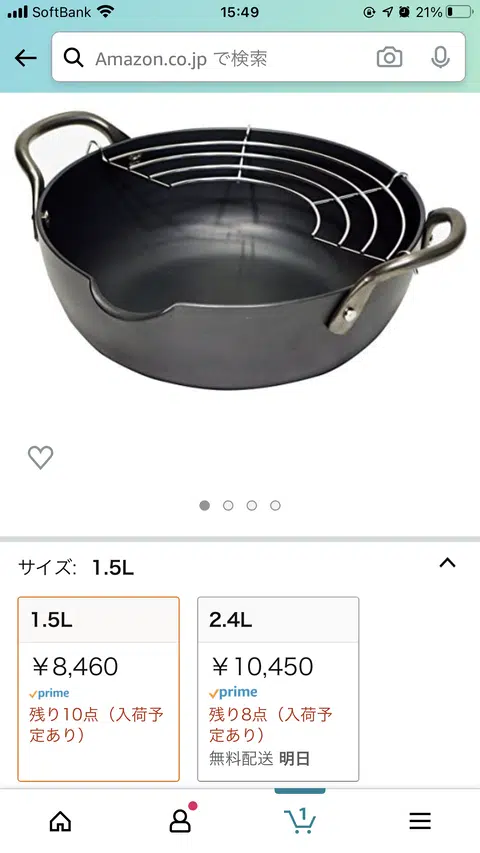 SoftBank 15:49 21%
Amazon.co.jp で検索
サイズ: 1.5L
1.5L
¥8,460
prime
残り10点（入荷予
定あり）
2.4L
¥10,450
prime
残り8点（入荷予
定あり）
無料配送 明日
1